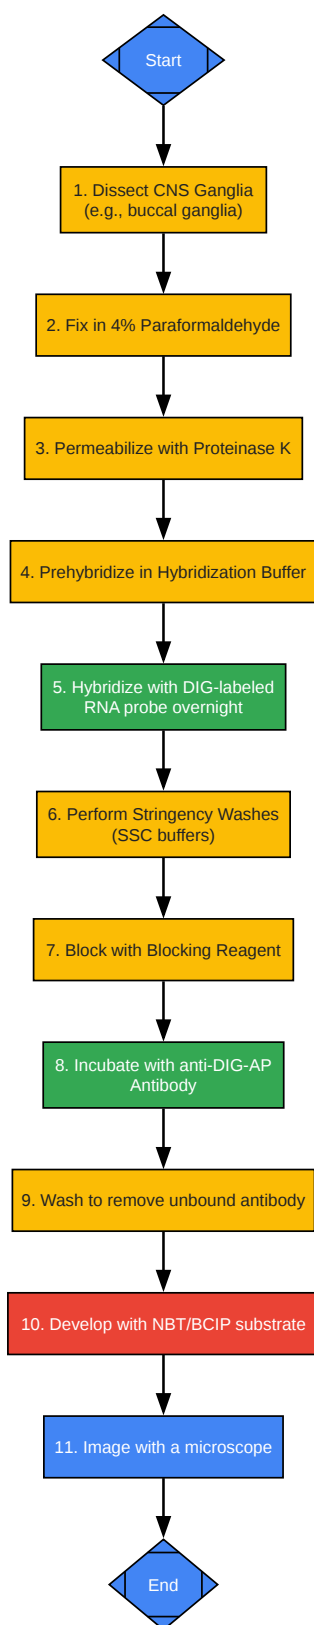 Start
1. Dissect CNS Ganglia
(e.g., buccal ganglia)
2. Fix in 4% Paraformaldehyde
3. Permeabilize with Proteinase K
4. Prehybridize in Hybridization Buffer
5. Hybridize with DIG-labeled
RNA probe overnight
6. Perform Stringency Washes
(SSC buffers)
7. Block with Blocking Reagent
8. Incubate with anti-DIG-AP
Antibody
9. Wash to remove unbound antibody
10. Develop with NBT/BCIP substrate
11. Image with a microscope
End